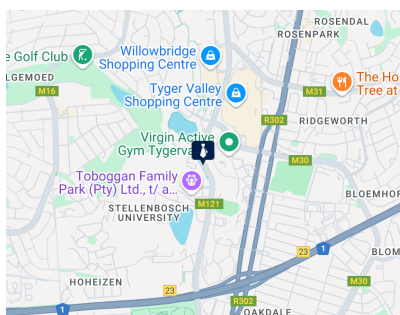 ROSENDAL
ROSENPARK
e Golf Club
Willowbridge
Shopping Centre
LGEMOED
M16
Tyger Valley
Shopping Centre
The Ho
Tree at
M31
R302
RIDGEWORTH
Virgin Active
Gym Tygerva
M30
Toboggan Family
Park (Pty) Ltd., t/ a...
BLOEMHO
M121
STELLENBOSCH
UNIVERSITY
23
1
BLOM
HOHEIZEN
M30
23
1
R302
OAKDALE